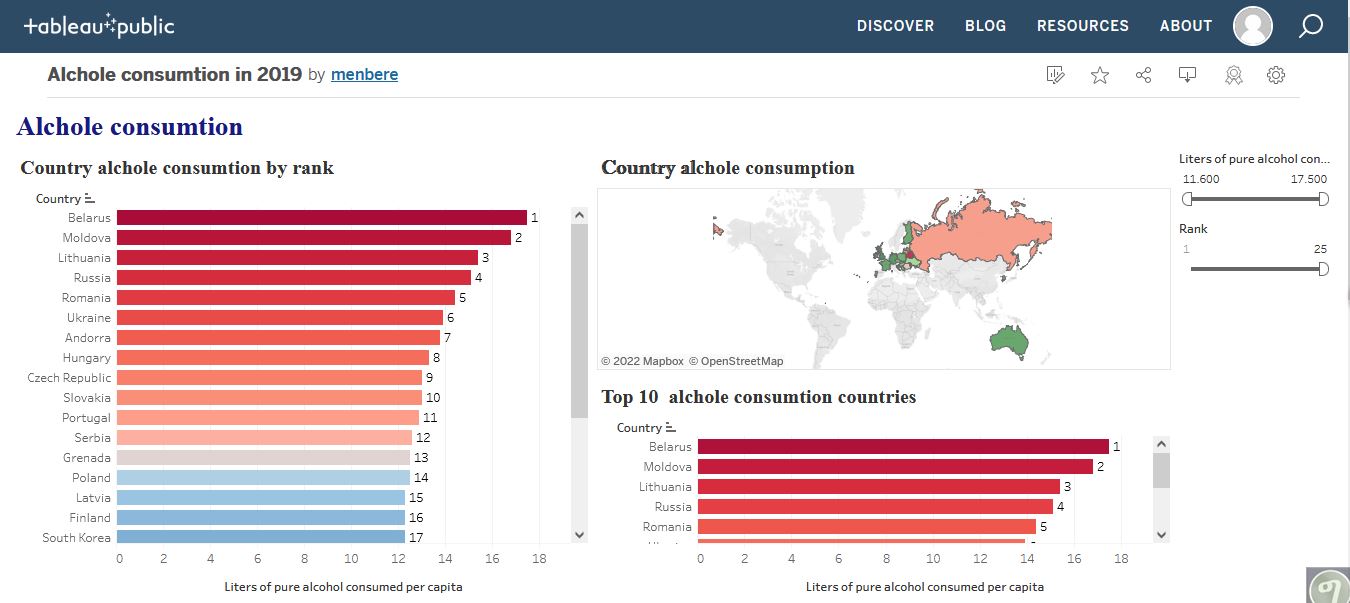 +ableau public
DISCOVER BLOG RESOURCES ABOUT
Alchole consumtion in 2019 by menbere
Alchole consumtion
Country alchole consumtion by rank
Country
Belarus 1
Moldova 2
Lithuania 3
Russia 4
Romania 5
Ukraine 6
Andorra 7
Hungary 8
Czech Republic 9
Slovakia 10
Portugal 11
Serbia 12
Grenada 13
Poland 14
Latvia 15
Finland 16
South Korea 17
0 2 4 6 8 10 12 14 16 18
Liters of pure alcohol consumed per capita
Country alchole consumption
© 2022 Mapbox © OpenStreetMap
Top 10 alchole consumtion countries
Country
Belarus 1
Moldova 2
Lithuania 3
Russia 4
Romania 5
0 2 4 6 8 10 12 14 16 18
Liters of pure alcohol consumed per capita
Liters of pure alcohol con...
11.600 17.500
Rank
1 25